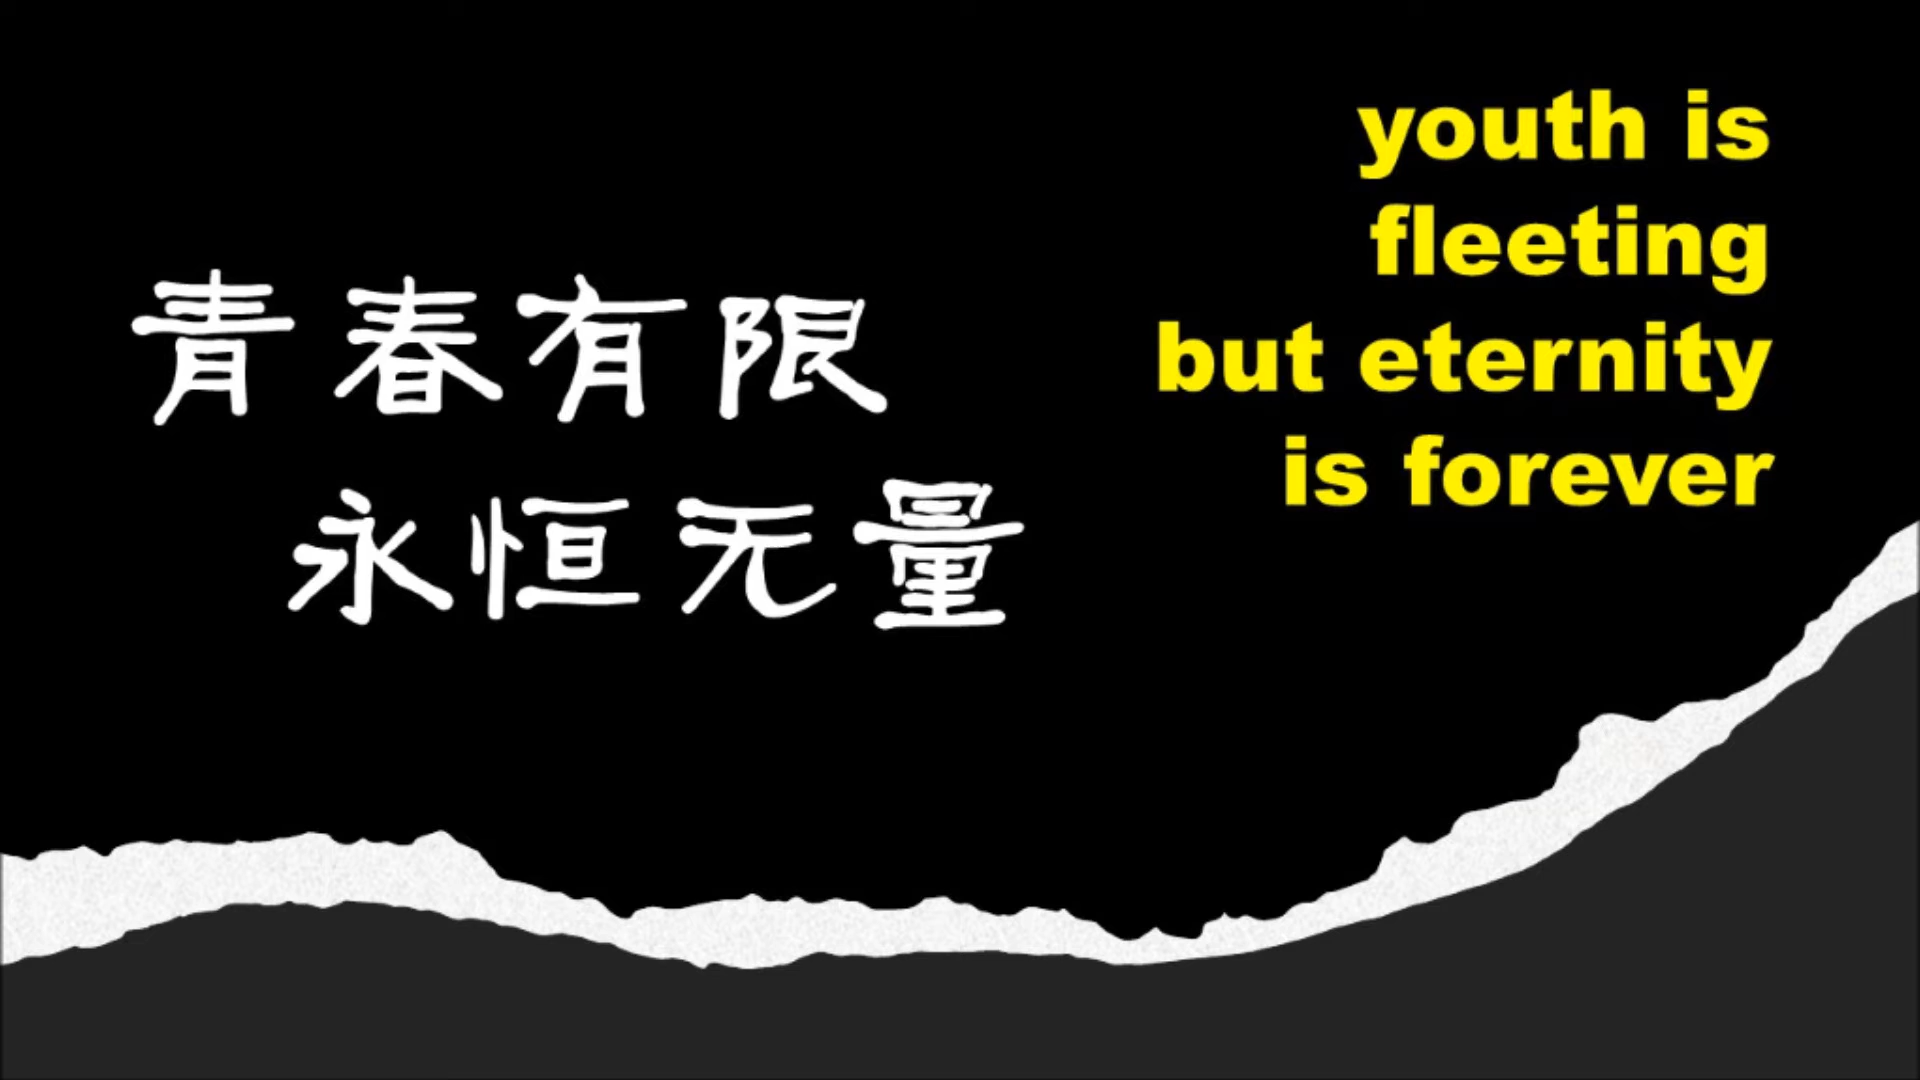 青春有限
永恒无量
youth is
fleeting
but eternity
is forever